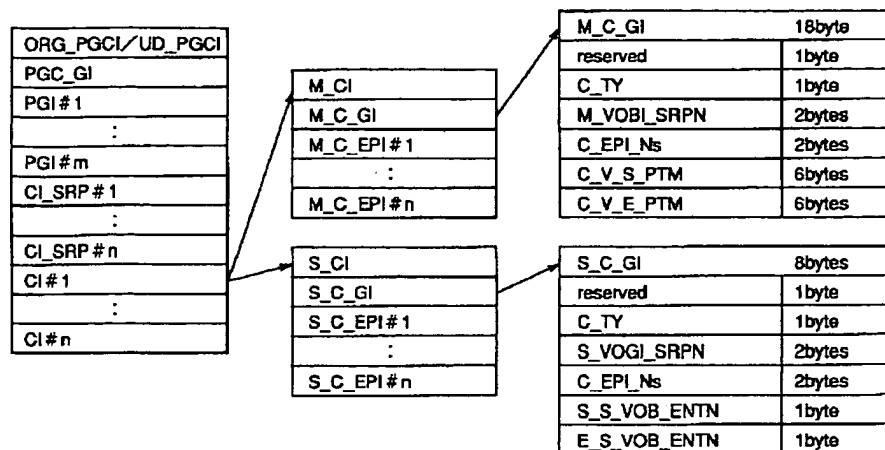 ORG_PGCI/UD_PGCI
PGC_GI
PGI#1
:
PGI#m
CI_SRP#1
:
CI_SRP#n
CI#1
:
CI#n
M_CI
M_C_GI
M_C_EPI#1
:
M_C_EPI#n
S_CI
S_C_GI
S_C_EPI#1
:
S_C_EPI#n
M_C_GI 18byte
reserved 1byte
C_TY 1byte
M_VOBI_SRPN 2bytes
C_EPI_Ns 2bytes
C_V_S_PTM 6bytes
C_V_E_PTM 6bytes
S_C_GI 8bytes
reserved 1byte
C_TY 1byte
S_VOGI_SRPN 2bytes
C_EPI_Ns 2bytes
S_S_VOB_ENTN 1byte
E_S_VOB_ENTN 1byte